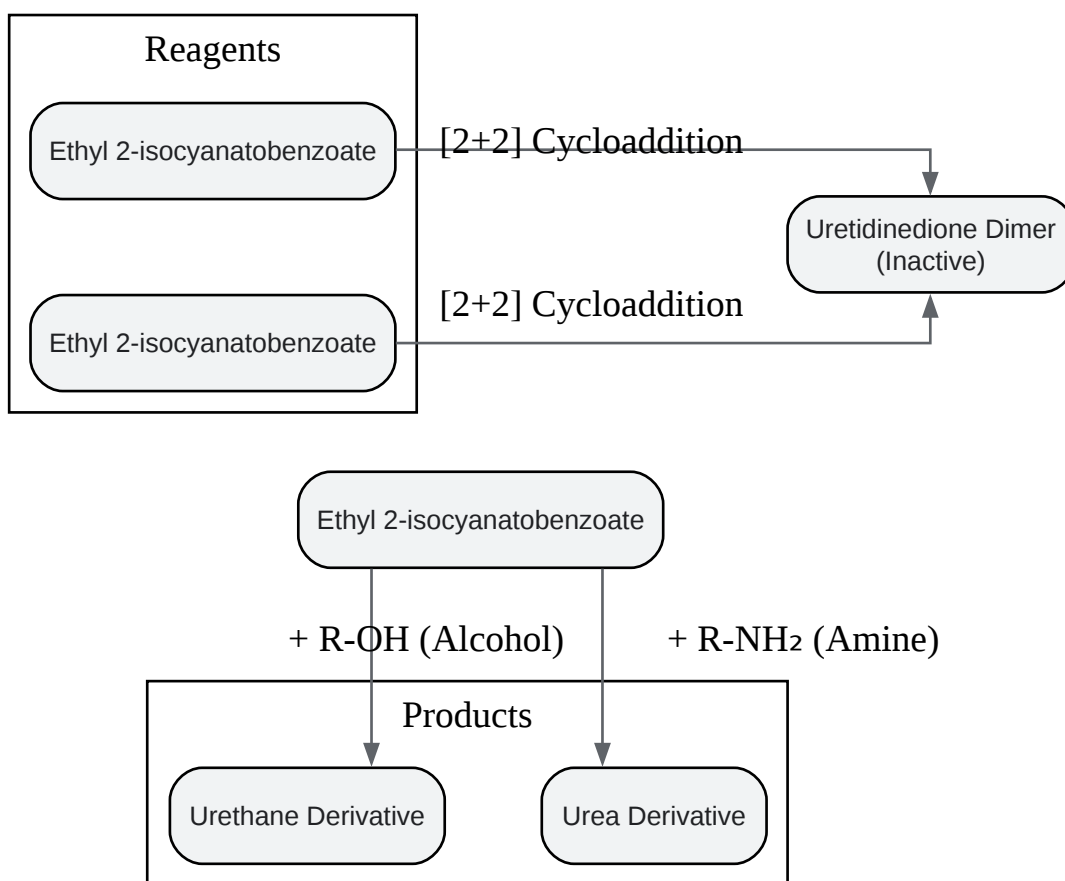 Reagents
Ethyl 2-isocyanatobenzoate
[2+2] Cycloaddition
Uretidinedione Dimer
(Inactive)
Ethyl 2-isocyanatobenzoate
[2+2] Cycloaddition
Ethyl 2-isocyanatobenzoate
+ R-OH (Alcohol)
+ R-NH₂ (Amine)
Products
Urethane Derivative
Urea Derivative